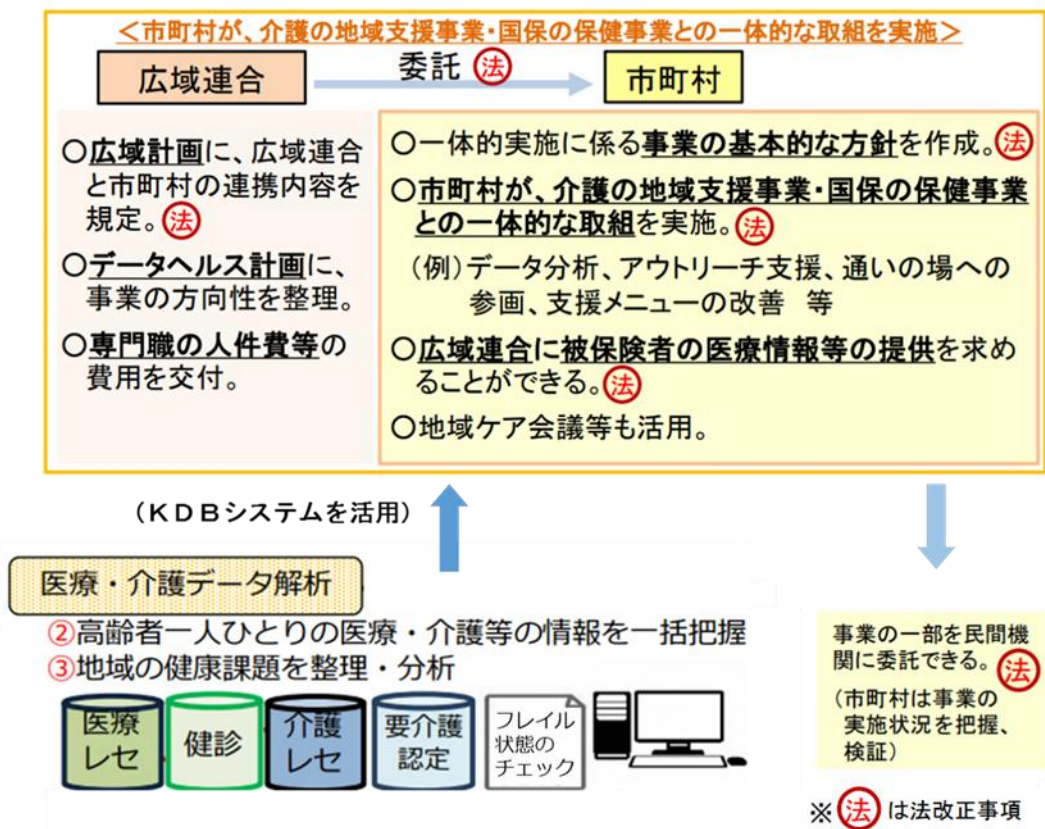 <市町村が、介護の地域支援事業・国保の保健事業との一体的な取組を実施>
広域連合
委託 法
市町村
○広域計画に、広域連合
と市町村の連携内容を
規定。法
○データヘルス計画に、
事業の方向性を整理。
○専門職の人件費等の
費用を交付。
○一体的実施に係る事業の基本的な方針を作成。法
○市町村が、介護の地域支援事業・国保の保健事業
との一体的な取組を実施。法
(例)データ分析、アウトリーチ支援、通いの場への
参画、支援メニューの改善 等
○広域連合に被保険者の医療情報等の提供を求め
ることができる。法
○地域ケア会議等も活用。
(KDBシステムを活用)
医療・介護データ解析
②高齢者一人ひとりの医療・介護等の情報を一括把握
③地域の健康課題を整理・分析
医療
レセ
健診
介護
レセ
要介護
認定
フレイル
状態の
チェック
事業の一部を民間機
関に委託できる。法
(市町村は事業の
実施状況を把握、
検証)
※法は法改正事項